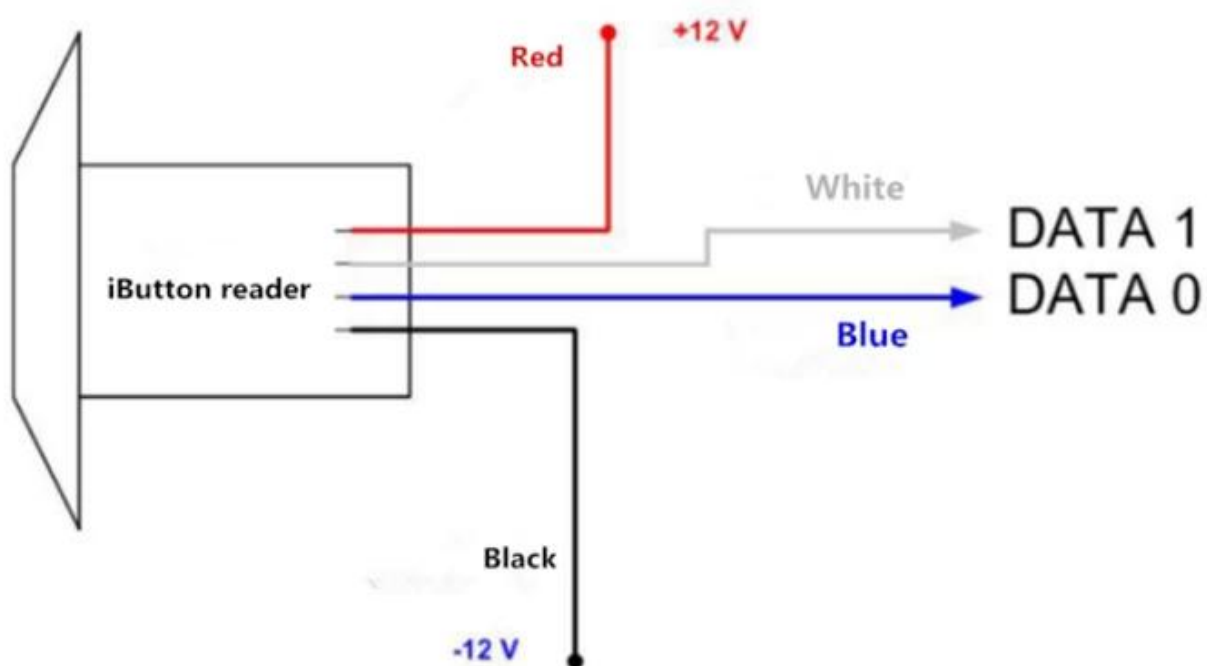 +12 V
Red
White
DATA 1
iButton reader
DATA 0
Blue
Black
-12 V